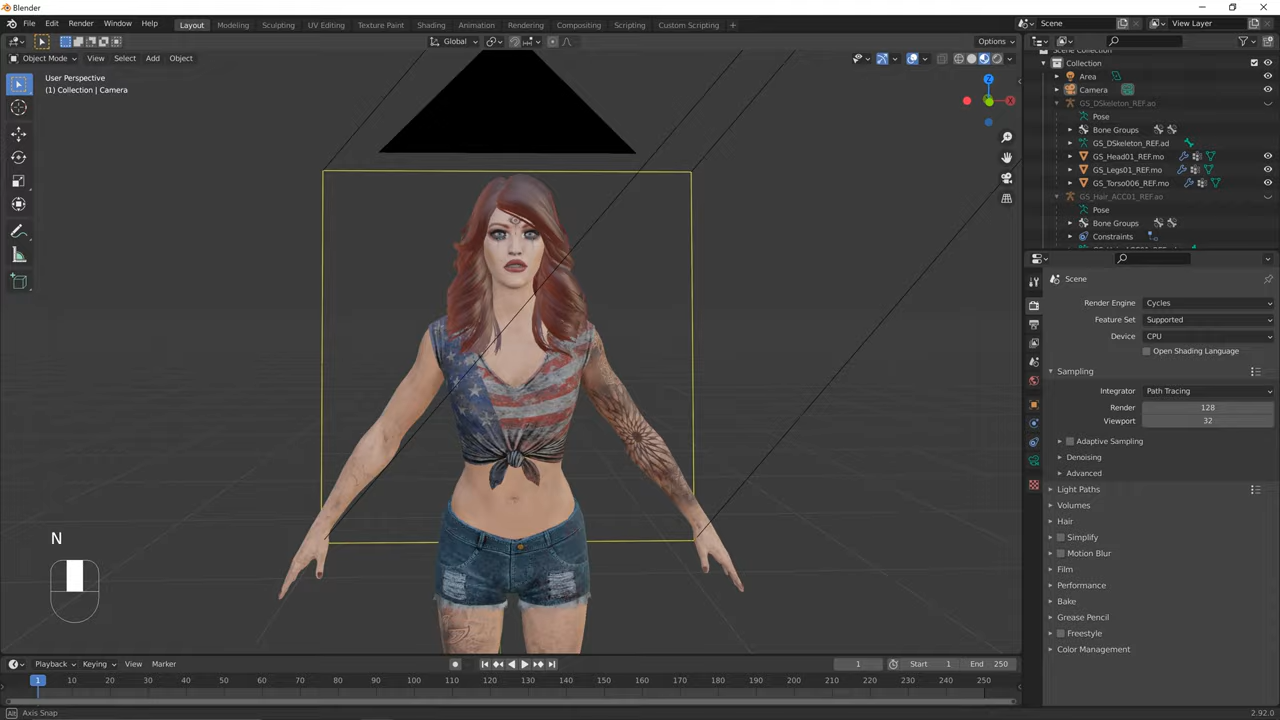 Blender
File Edit Render Window Help Layout Modeling Sculpting UV Editing Texture Paint Shading Animation Rendering Compositing Scripting Custom Scripting + Scene View Layer
Global Options
Object Mode View Select Add Object
User Perspective
(1) Collection | Camera
Z
X
N
Scene Collection
Collection
Area
Camera
GS_DSkeleton_REF.ao
Pose
Bone Groups
GS_DSkeleton_REF.ad
GS_Head01_REF.mo
GS_Legs01_REF.mo
GS_Torso006_REF.mo
GS_Hair_ACC01_REF.ao
Pose
Bone Groups
Constraints
Scene
Render Engine Cycles
Feature Set Supported
Device CPU
Open Shading Language
Sampling
Integrator Path Tracing
Render 128
Viewport 32
Adaptive Sampling
Denoising
Advanced
Light Paths
Volumes
Hair
Simplify
Motion Blur
Film
Performance
Bake
Grease Pencil
Freestyle
Color Management
Playback Keying View Marker 1 Start 1 End 250
1 10 20 30 40 50 60 70 80 90 100 110 120 130 140 150 160 170 180 190 200 210 220 230 240 250
Axis Snap 2.92.0